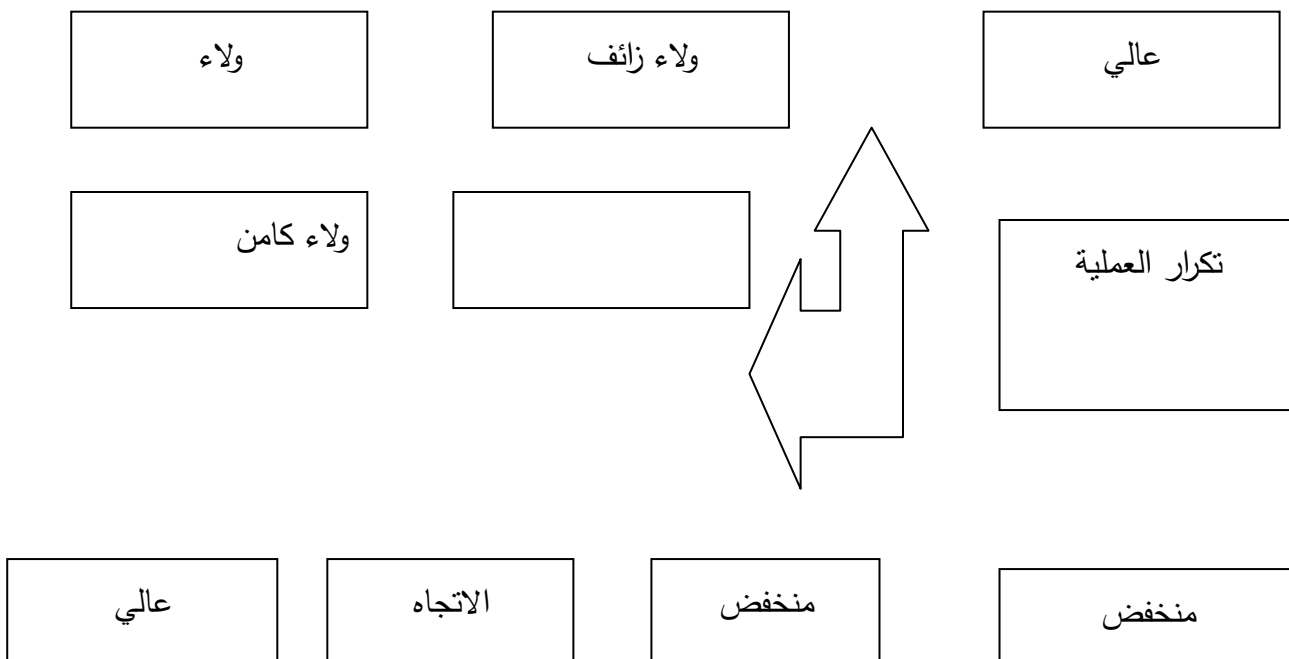 عالي
ولاء زائف
ولاء
تكرار العملية
ولاء كامن
منخفض
منخفض
الاتجاه
عالي